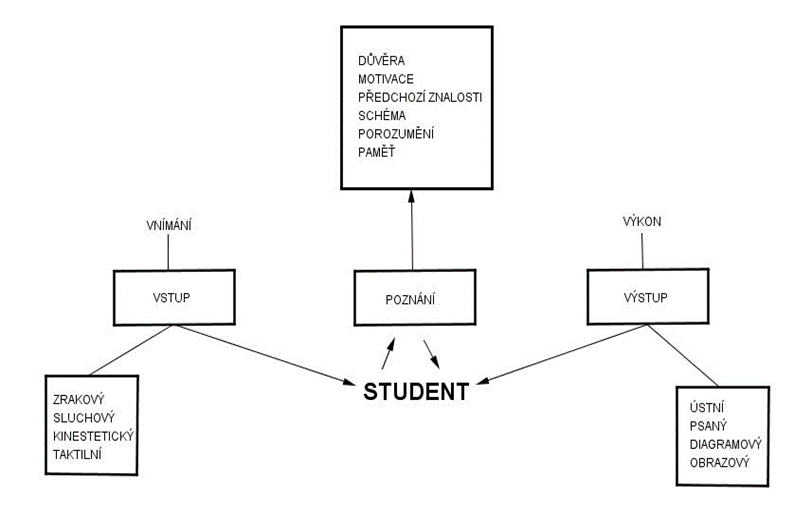 DŮVĚRA
MOTIVACE
PŘEDCHOZÍ ZNALOSTI
SCHÉMA
POROZUMĚNÍ
PAMĚŤ
VNÍMÁNÍ
VÝKON
VSTUP
POZNÁNÍ
VÝSTUP
STUDENT
ZRAKOVÝ
SLUCHOVÝ
KINESTETICKÝ
TAKTILNÍ
ÚSTNÍ
PSANÝ
DIAGRAMOVÝ
OBRAZOVÝ